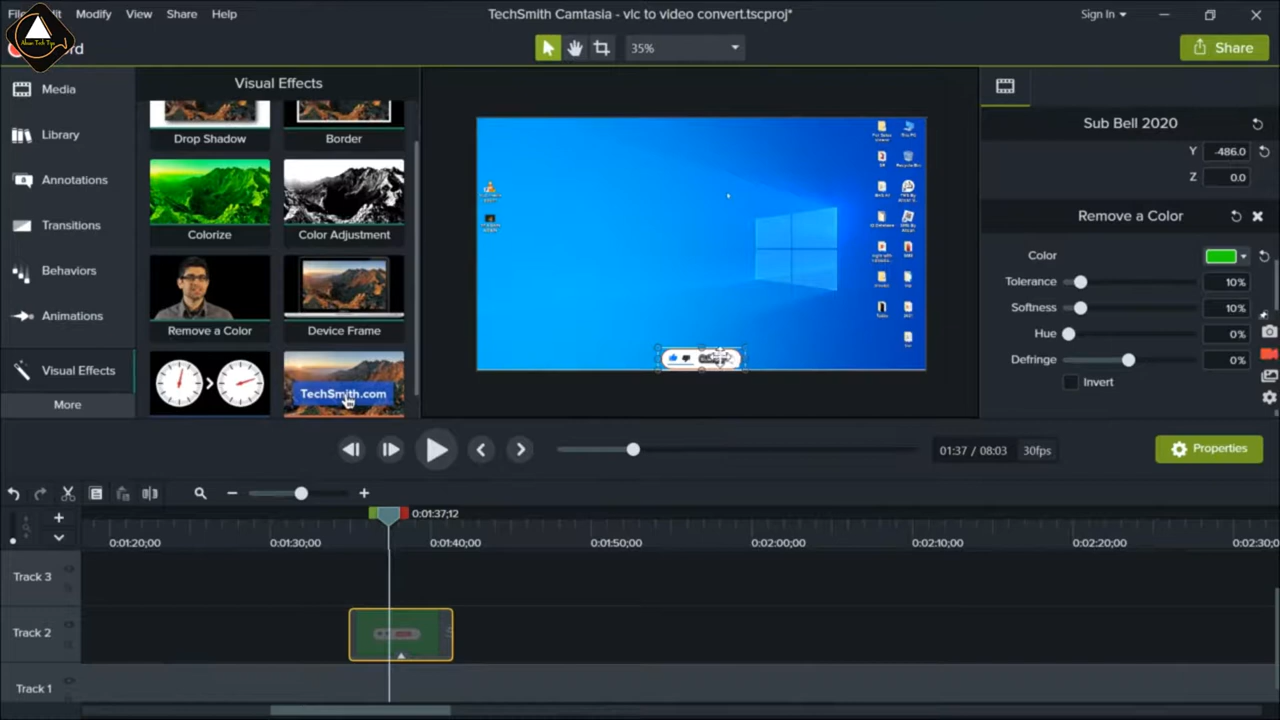 File Modify View Share Help
TechSmith Camtasia - vic to video convert.tscproj*
Sign In
Ahsan Tech Tips
35%
Share
Media
Library
Annotations
Transitions
Behaviors
Animations
Visual Effects
More
Visual Effects
Drop Shadow
Border
Colorize
Color Adjustment
Remove a Color
Device Frame
TechSmith.com
Sub Bell 2020
Y -486.0
Z 0.0
Remove a Color
Color
Tolerance 10%
Softness 10%
Hue 0%
Defringe 0%
Invert
01:37 / 08:03 30fps
Properties
0:01:37;12
0:01:20;00 0:01:30;00 0:01:40;00 0:01:50;00 0:02:00;00 0:02:10;00 0:02:20;00 0:02:30;0
Track 3
Track 2
Track 1